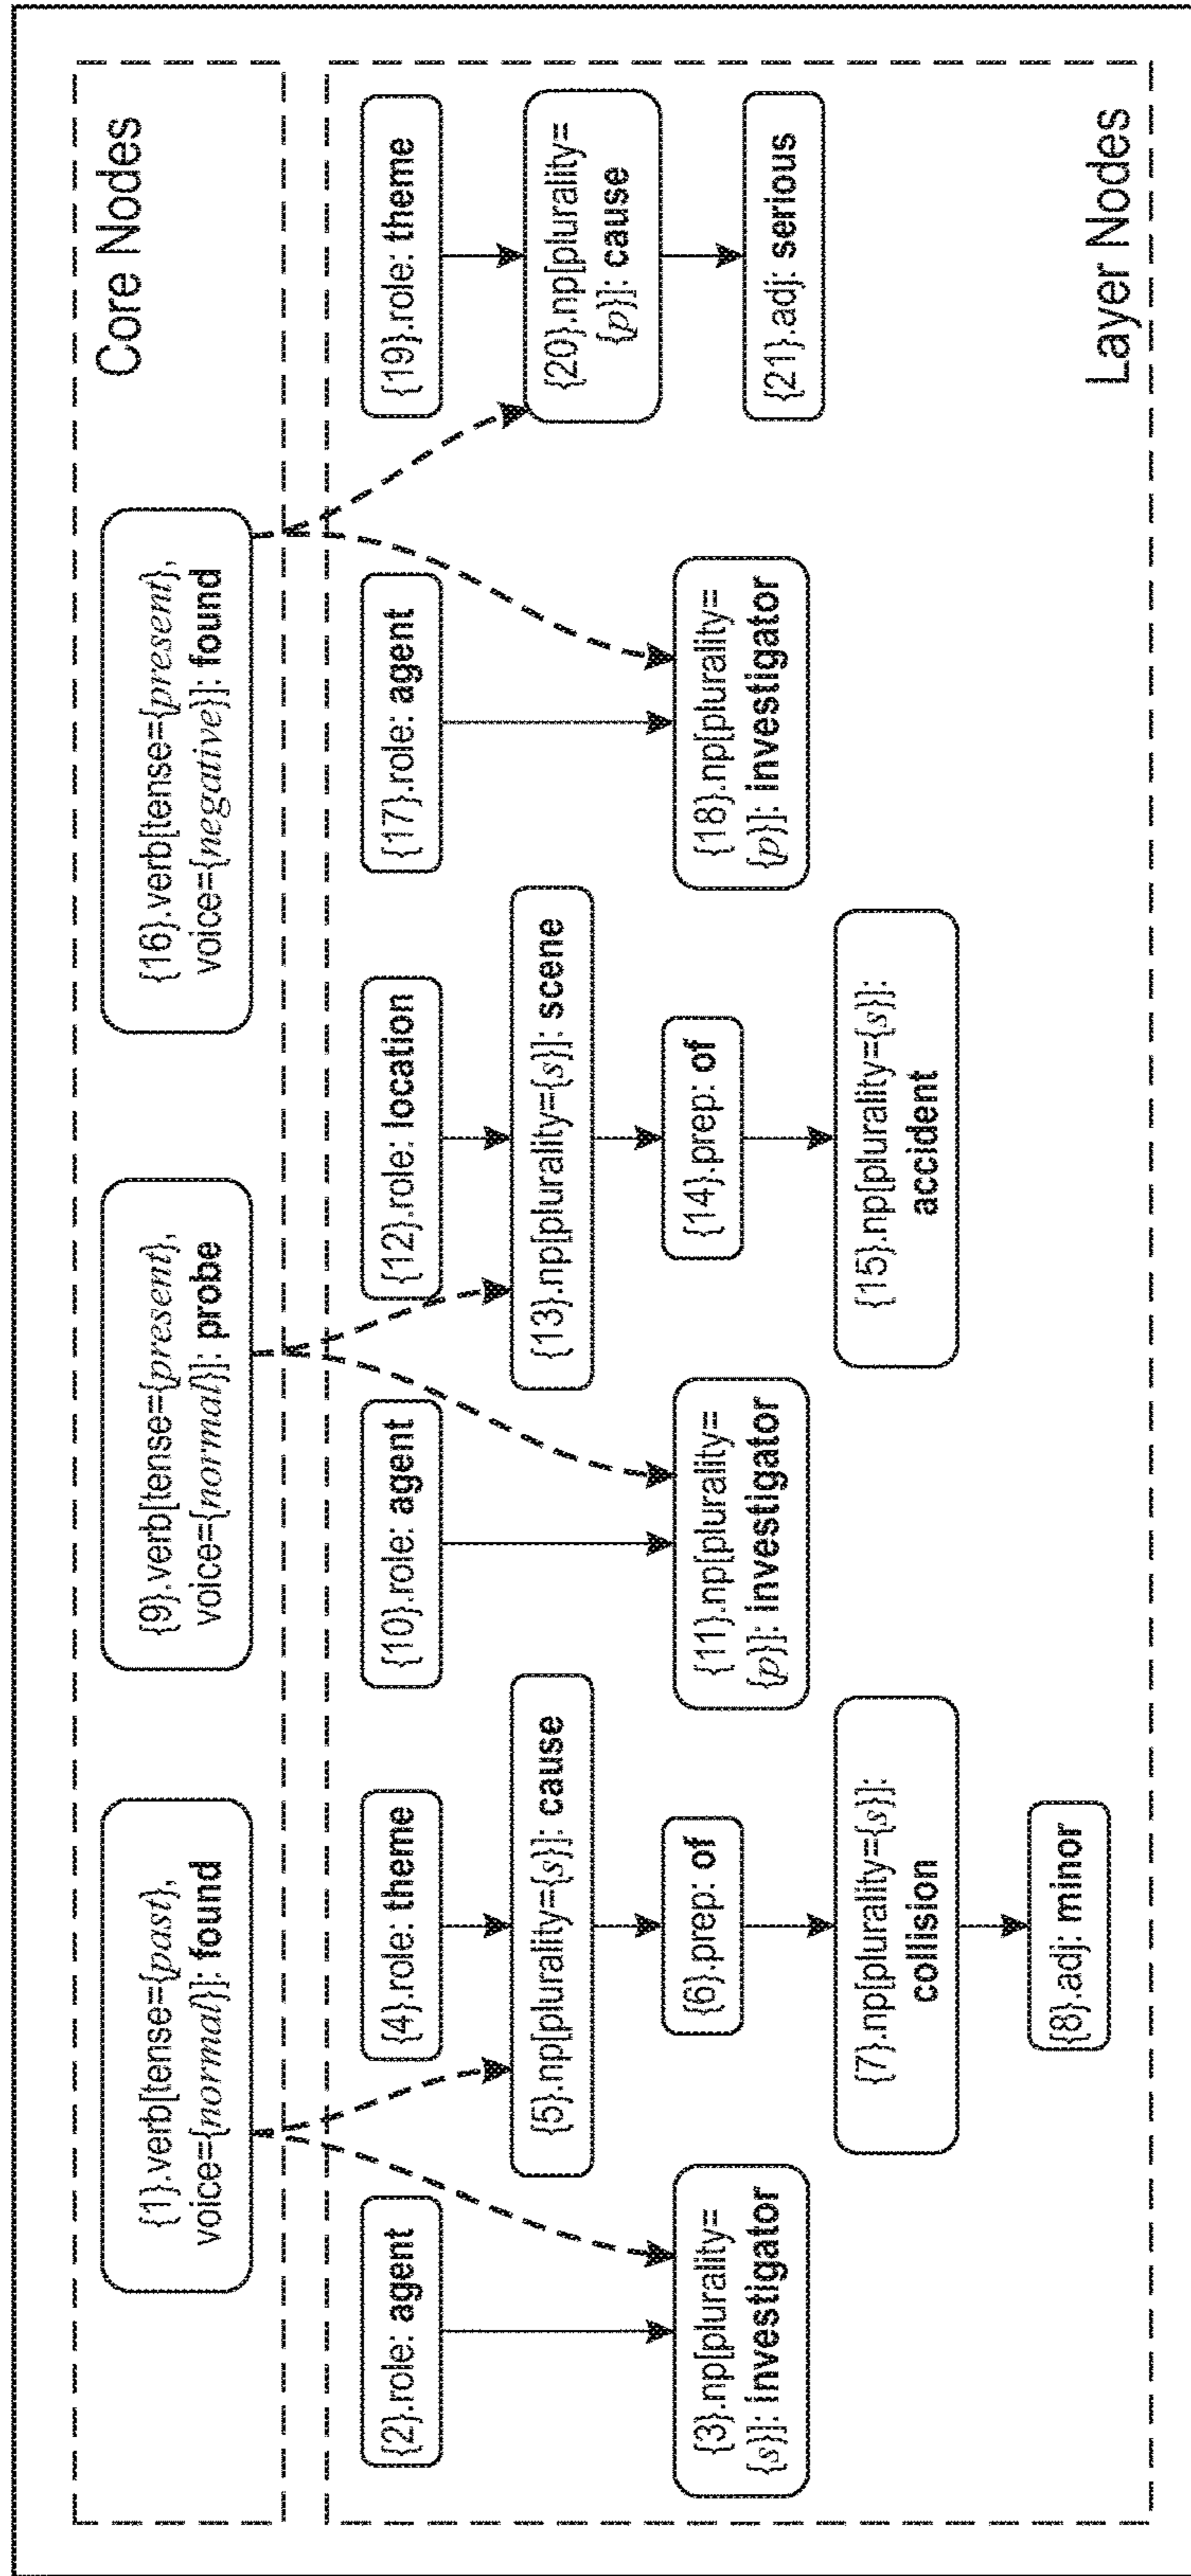 Core Nodes
{1}.verb[tense={past},
voice={normal}]: found
{9}.verb[tense={present},
voice={normal}]: probe
{16}.verb[tense={present},
voice={negative}]: found
{2}.role: agent
{4}.role: theme
{10}.role: agent
{12}.role: location
{17}.role: agent
{19}.role: theme
{5}.np[plurality={s}]: cause
{13}.np[plurality={s}]: scene
{20}.np[plurality=
{p}]: cause
{3}.np[plurality=
{s}]: investigator
{6}.prep: of
{11}.np[plurality=
{p}]: investigator
{14}.prep: of
{18}.np[plurality=
{p}]: investigator
{21}.adj: serious
{7}.np[plurality={s}]:
collision
{15}.np[plurality={s}]:
accident
{8}.adj: minor
Layer Nodes